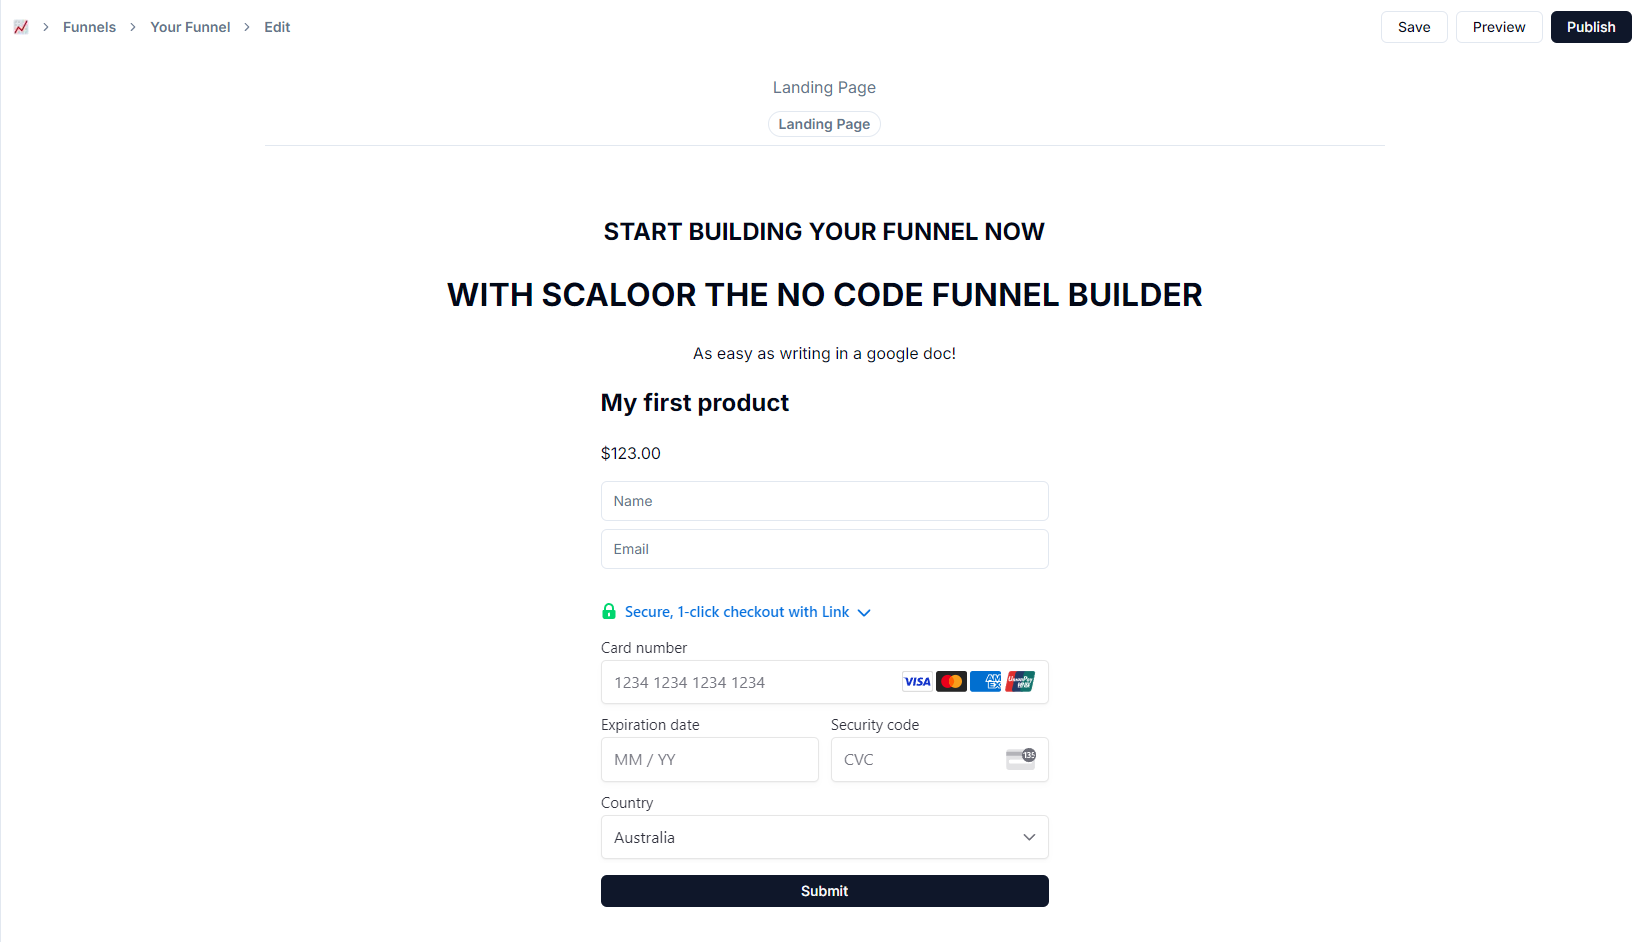 Funnels > Your Funnel > Edit
Save Preview Publish
Landing Page
Landing Page
START BUILDING YOUR FUNNEL NOW
WITH SCALOOR THE NO CODE FUNNEL BUILDER
As easy as writing in a google doc!
My first product
$123.00
Name
Email
Secure, 1-click checkout with Link
Card number
1234 1234 1234 1234 VISA AM EX UnionPay
Expiration date Security code
MM / YY CVC 135
Country
Australia
Submit